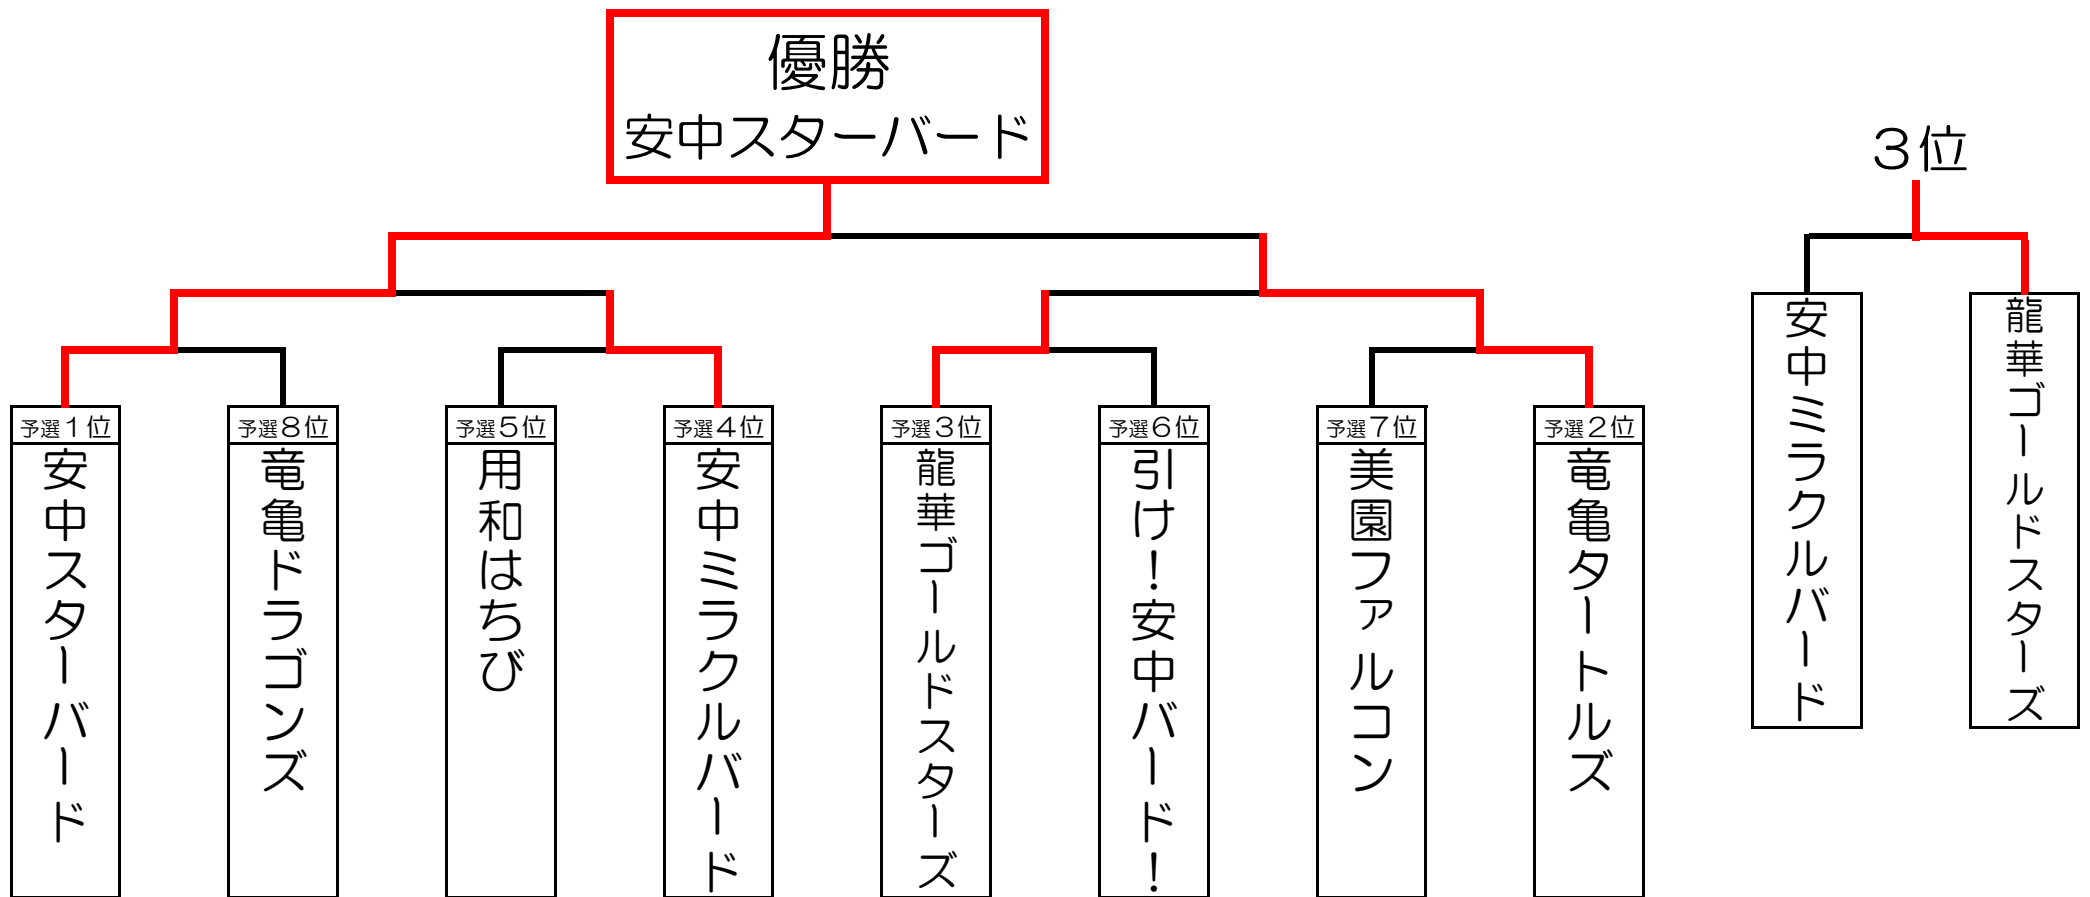 優勝
安中スターバード
3位
安中ミラクルバード
龍華ゴールドスターズ
予選1位
安中スターバード
予選8位
竜亀ドラゴンズ
予選5位
用和はちび
予選4位
安中ミラクルバード
予選3位
龍華ゴールドスターズ
予選6位
引け!安中バード!
予選7位
美園ファルコン
予選2位
竜亀タートルズ